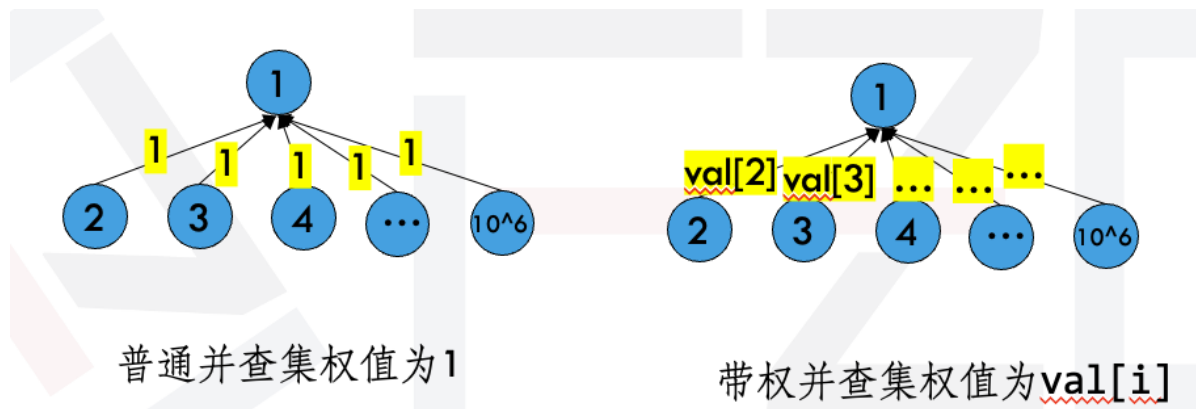 1
1 1 1 1 1
2 3 4 ... 10^6
普通并查集权值为1
1
val[2] val[3] ... ... ...
2 3 4 ... 10^6
带权并查集权值为val[i]